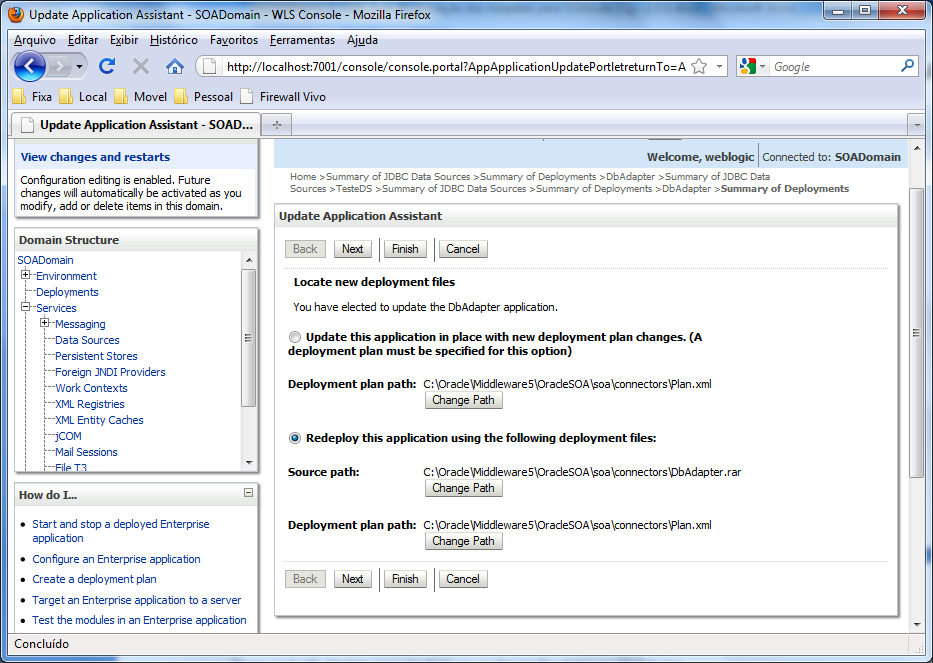 Update Application Assistant - SOADomain - WLS Console - Mozilla Firefox
Arquivo Editar Exibir Histórico Favoritos Ferramentas Ajuda
http://localhost:7001/console/console.portal?AppApplicationUpdatePortletreturnTo=A
Google
Fixa Local Movel Pessoal Firewall Vivo
Update Application Assistant - SOAD...
View changes and restarts
Configuration editing is enabled. Future
changes will automatically be activated as you
modify, add or delete items in this domain.
Domain Structure
SOADomain
Environment
Deployments
Services
Messaging
Data Sources
Persistent Stores
Foreign JNDI Providers
Work Contexts
XML Registries
XML Entity Caches
jCOM
Mail Sessions
File T3
How do I...
Start and stop a deployed Enterprise
application
Configure an Enterprise application
Create a deployment plan
Target an Enterprise application to a server
Test the modules in an Enterprise application
Welcome, weblogic Connected to: SOADomain
Home >Summary of JDBC Data Sources >Summary of Deployments >DbAdapter >Summary of JDBC Data
Sources >TesteDS >Summary of JDBC Data Sources >Summary of Deployments >DbAdapter >Summary of Deployments
Update Application Assistant
Back Next Finish Cancel
Locate new deployment files
You have elected to update the DbAdapter application.
Update this application in place with new deployment plan changes. (A
deployment plan must be specified for this option)
Deployment plan path: C:\Oracle\Middleware5\OracleSOA\soa\connectors\Plan.xml
Change Path
Redeploy this application using the following deployment files:
Source path: C:\Oracle\Middleware5\OracleSOA\soa\connectors\DbAdapter.rar
Change Path
Deployment plan path: C:\Oracle\Middleware5\OracleSOA\soa\connectors\Plan.xml
Change Path
Back Next Finish Cancel
Concluído